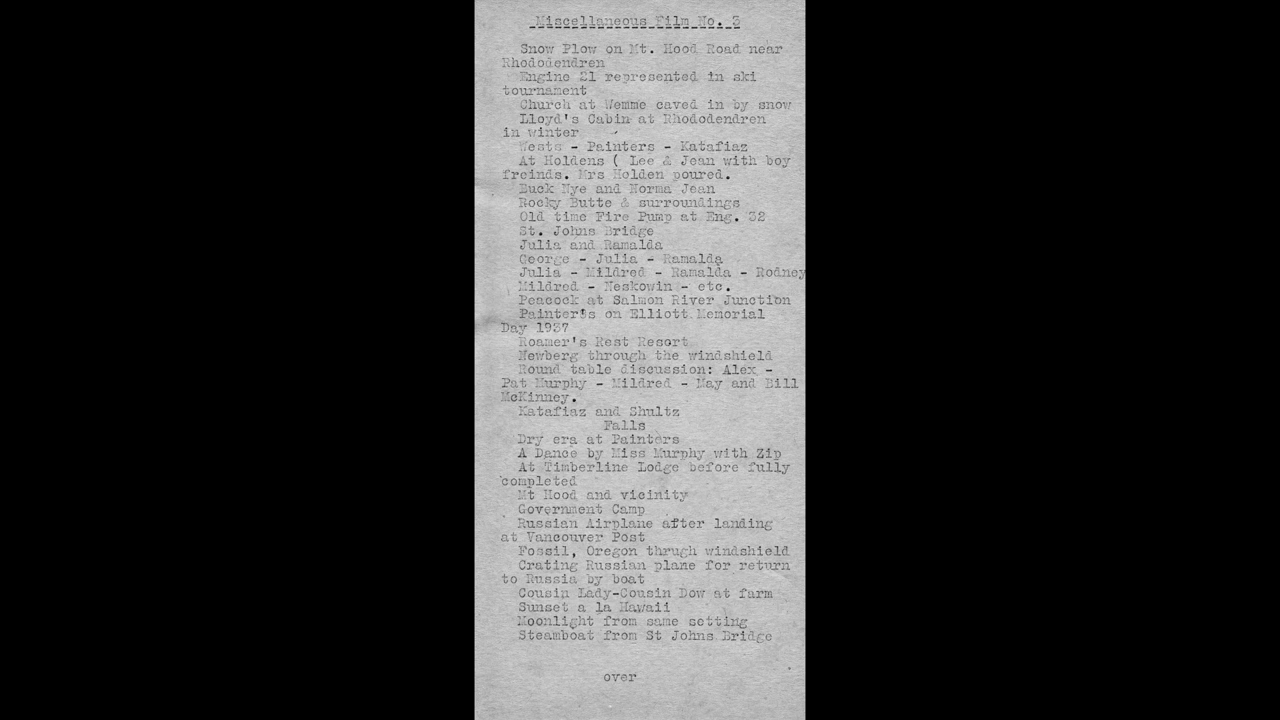 Miscellaneous Film No. 3
Snow Plow on Mt. Hood Road near
Rhododendren
Engine 21 represented in ski
tournament
Church at Wemme caved in by snow
Lloyd's Cabin at Rhododendren
in winter
Wests - Painters - Katafiaz
At Holdens ( Lee & Jean with boy
freinds. Mrs Holden poured.
Buck Nye and Norma Jean
Rocky Butte & surroundings
Old time Fire Pump at Eng. 32
St. Johns Bridge
Julia and Ramalda
George - Julia - Ramalda
Julia - Mildred - Ramalda - Rodney
Mildred - Neskowin - etc.
Peacock at Salmon River Junction
Painter's on Elliott Memorial
Day 1937
Roamer's Rest Resort
Newberg through the windshield
Round table discussion: Alex -
Pat Murphy - Mildred - May and Bill
McKinney.
Katafiaz and Shultz
Falls
Dry era at Painters
A Dance by Miss Murphy with Zip
At Timberline Lodge before fully
completed
Mt Hood and vicinity
Government Camp
Russian Airplane after landing
at Vancouver Post
Fossil, Oregon thrugh windshield
Crating Russian plane for return
to Russia by boat
Cousin Lady-Cousin Dow at farm
Sunset a la Hawaii
Moonlight from same setting
Steamboat from St Johns Bridge
over